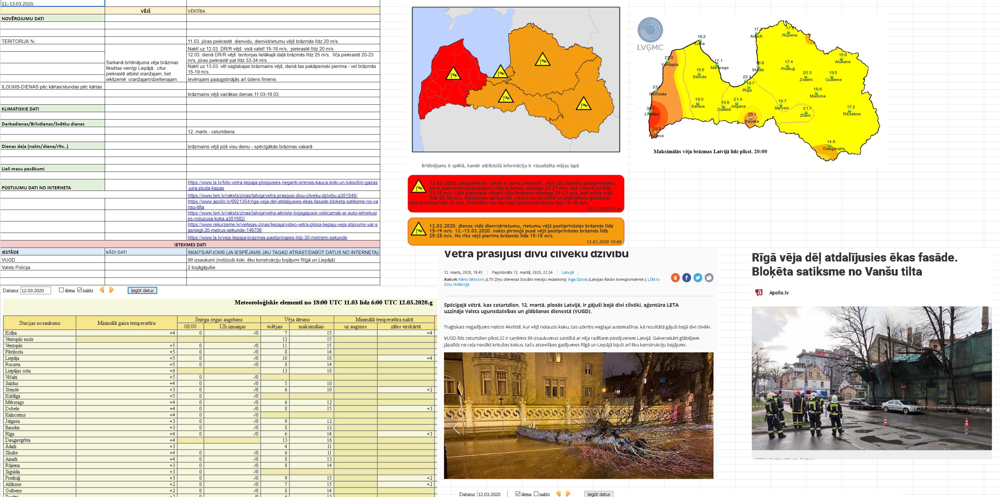 12.-13.03.2020.
VĒJŠ VĒRTĪBA
NOVĒROJUMU DATI
TERITORIJA %:
11.03. jūras piekrastē dienvidu, dienvidrietumu vējš brāzmās līdz 20 m/s.
Sarkanā brīdinājuma vēja brāzmas
fiksētas vienīgi Liepājā, citur
piekrastē atbilst oranžajam, bet
iekšzemē oranžajam/dzeltenajam.
Naktī uz 12.03. DR/R vējš visā valstī 15-18 m/s, piekrastē līdz 20 m/s.
12.03. dienā DR/R vējš teritorijas lielākajā daļā brāzmās līdz 25 m/s, līča piekrastē 20-23
m/s, jūras piekrastē pat līdz 33-34 m/s
Naktī uz 13.03. vēl saglabajas brāzmains vējš, dienā tas pakāpeniski pierima - vel brāzmās
15-19 m/s.
Ievērojami paaugstinājās arī ūdens līmenis
ILGUMS-DIENAS pēc kārtas/stundas pēc kārtas:
brāzmains vējš vairākas dienas 11.03-16.03.
KLIMATISKIE DATI
Darbadienas/Brīvdienas/Svētku dienas
12. marts - ceturtdiena
Dienas daļa (nakts/diena/rīts..)
brāzmains vējš pūš visu dienu - spēcīgākās brāzmas vakarā
Lieli masu pasākumi
POSTIJUMU DATI NO INTERNETA
https://www.la.lv/foto-vetra-liepaja-plosijusies-neganti-sirenas-kauca-koki-un-luksofori-gazas
-jura-pluda-kapas
https://www.lsm.lv/raksts/zinas/latvija/vetra-prasijusi-divu-cilveku-dzivibu.a351549/
https://www.apollo.lv/6921354/riga-veja-del-atdalijusies-ekas-fasade-bloketa-satiksme-no-va
nsu-tilta
https://www.lsm.lv/raksts/zinas/latvija/vetra-akniste-bojagajusie-visticamak-ar-auto-ietriekusi
es-noluzusa-koka.a351682/
https://www.rekurzeme.lv/vietejas-zinas/liepaja/video-vetra-plosa-liepaju-veja-stiprums-var-s
asniegt-35-metrus-sekunde-146706
https://www.la.lv/vejs-liepaja-brazmas-pastiprinajies-lidz-30-metriem-sekunde
IETEKMES DATI
IESTĀDE KĀDI DATI SKAITS/APJOMS (JA IESPĒJAMS JAU TAGAD ATRAST/DABŪT DATUS NO INTERNETA)
VUGD 99 izsaukumi (nolūzuši koki, ēku konstrukciju bojājumi Rīgā un Liepājā)
Valsts Policija 2 bojāgājušie
Datums: 12.03.2020 diena nakts Iegūt datus
Meteoroloģiskie elementi no 18:00 UTC 11.03 līdz 6:00 UTC 12.03.2020.g
Stacijas nosaukums Minimālā gaisa temperatūra Sniega segas augstums Vēja ātrums Minimālā temperatūra naktī
08:00 12h izmaiņas vidējais maksimālais uz augsnes zāles virskārtā
Kolka +4 0 -/0 7 15 +4
Ventspils mols 12 15
Ventspils +5 0 -/0 11 15
Pāvilosta +5 0 -/0 8 14
Liepāja +5 0 -/0 10 18 +4
Rucava +5 0 -/0 8 14
Liepājas osta +6 13 18
Vičaki +5 0 -/0
Saldus +4 0 -/0 5 10
Stende +3 0 -/0 6 10 +2
Kuldīga +5 0 -/0
Mērsrags +4 0 -/0 6 12
Dobele +4 0 -/0 8 15 +3
Kalnciems +4 0 -/0
Jelgava +3 0 -/0 9 12
Bauska +3 0 -/0 8 12
Rīga +4 0 -/0 6 14 +3
Daugavgrīva +4 13 16
Ādaži +3 4 11
Skulte +4 0 -/0 6 11
Ainaži +4 0 -/0 8 13
Rūjiena +3 0 -/0 8 14
Sigulda +3 0 -/0
Priekuļi +3 0 -/0 9 15 +2
Alūksne +2 0 -/0 7 15 +2
Gulbene +2 0 -/0 8 14
Brīdinājums ir spēkā, kamēr atbilstošā informācija ir vizualizēta mājas lapā
12.03.2020. pēcpusdienā, sākot ar jūras piekrasti, vējš sāks būtiski pastiprināties:
jūras piekrastē pēcpusdienā vēja brāzmas sasniegs 25-27 m/s, bet vakarā arī līdz
33-35 m/s. Līča piekrastē vakarā vēja brāzmas sasniegs 20-23 m/s, bet nakts vidū
līdz 25-30 m/s. Iekšzemes teritorijās vakarā un arī naktī uz piektdienu gaidāmas
vēja brāzmas līdz 25 m/s. Piektdien no rīta vējš pierims brāzmās līdz 15-18 m/s.
12.03.2020 09:46
12.03.2020. dienas vidū dienvidrietumu, rietumu vējš pastiprināsies brāzmās līdz
15-19 m/s. 12.-13.03.2020. nakts pirmajā pusē vējš pastiprināsies brāzmās līdz
25-28 m/s. No rīta vējš pierims brāzmās līdz 15-18 m/s.
12.03.2020 10:06
LVĢMC
16.2
Kolka
Ainaži
Rūjiena
27.0
Ventspils
17.1
Mērsrags
15.5
Stende
16.6
Skulte
17.4
Priekuļi
15.6
Alūksne
20.3
Zosēni
19.5
Gulbene
22.4
19.7
Rīga
Pāvilosta
16.6
Madona
19.0
Saldus
19.8
Dobele
21.4
Jelgava
19.7
Skrīveri
21.7
Zīlāni
17.2
Rēzekne
34.1
Liepāja
25.1
Bauska
29.3
Rucava
14.6
Daugavpils
Maksimālās vēja brāzmas Latvijā līdz plkst. 20:00
Vētra prasījusi divu cilvēku dzīvību
12. marts, 2020, 19:41 Papildināts 12. martā, 2020, 22:24 Latvijā
Autori: Kārlis Miksons (LTV Ziņu dienesta Sociālo mediju redaktors), Inga Ozola (Latvijas Radio korespondente ), LSM.lv
Ziņu redakcija
Spēcīgajā vētrā, kas ceturtdien, 12. martā, plosās Latvijā, ir gājuši bojā divi cilvēki, aģentūra LETA
uzzināja Valsts ugunsdzēsības un glābšanas dienestā (VUGD).
Traģiskais negadījums noticis Aknīstē, kur vējš nolauzis koku, tas uzkritis vieglajai automašīnai, kā rezultātā gājuši bojā divi cilvēki.
VUGD līdz ceturtdien plkst.22 ir saņēmis 99 izsaukumus saistībā ar vēja radītiem postījumiem Latvijā. Galvenokārt glābējiem
jāpalīdz no ceļa novākt kritušos kokus, taču atsevišķos gadījumos Rīgā un Liepājā bijuši arī ēku konstrukciju bojājumi.
Datums: 12.03.2020 diena nakts Iegūt datus
Rīgā vēja dēļ atdalījusies ēkas fasāde.
Bloķēta satiksme no Vanšu tilta
Apollo.lv